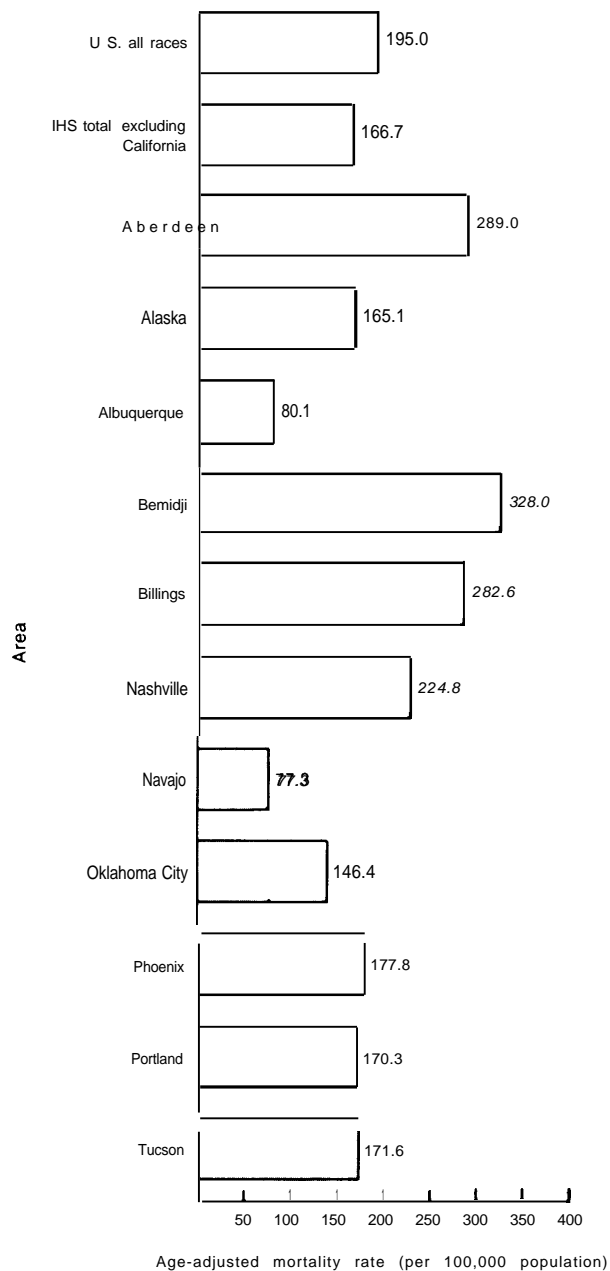 U S. all races
195.0
IHS total excluding
California
166.7
Aberdeen
289.0
Alaska
165.1
Albuquerque
80.1
Bemidji
328.0
Billings
282.6
Area
Nashville
224.8
Navajo
77.3
Oklahoma City
146.4
Phoenix
177.8
Portland
170.3
Tucson
171.6
50 100 150 200 250 300 350 400
Age-adjusted mortality rate (per 100,000 population)